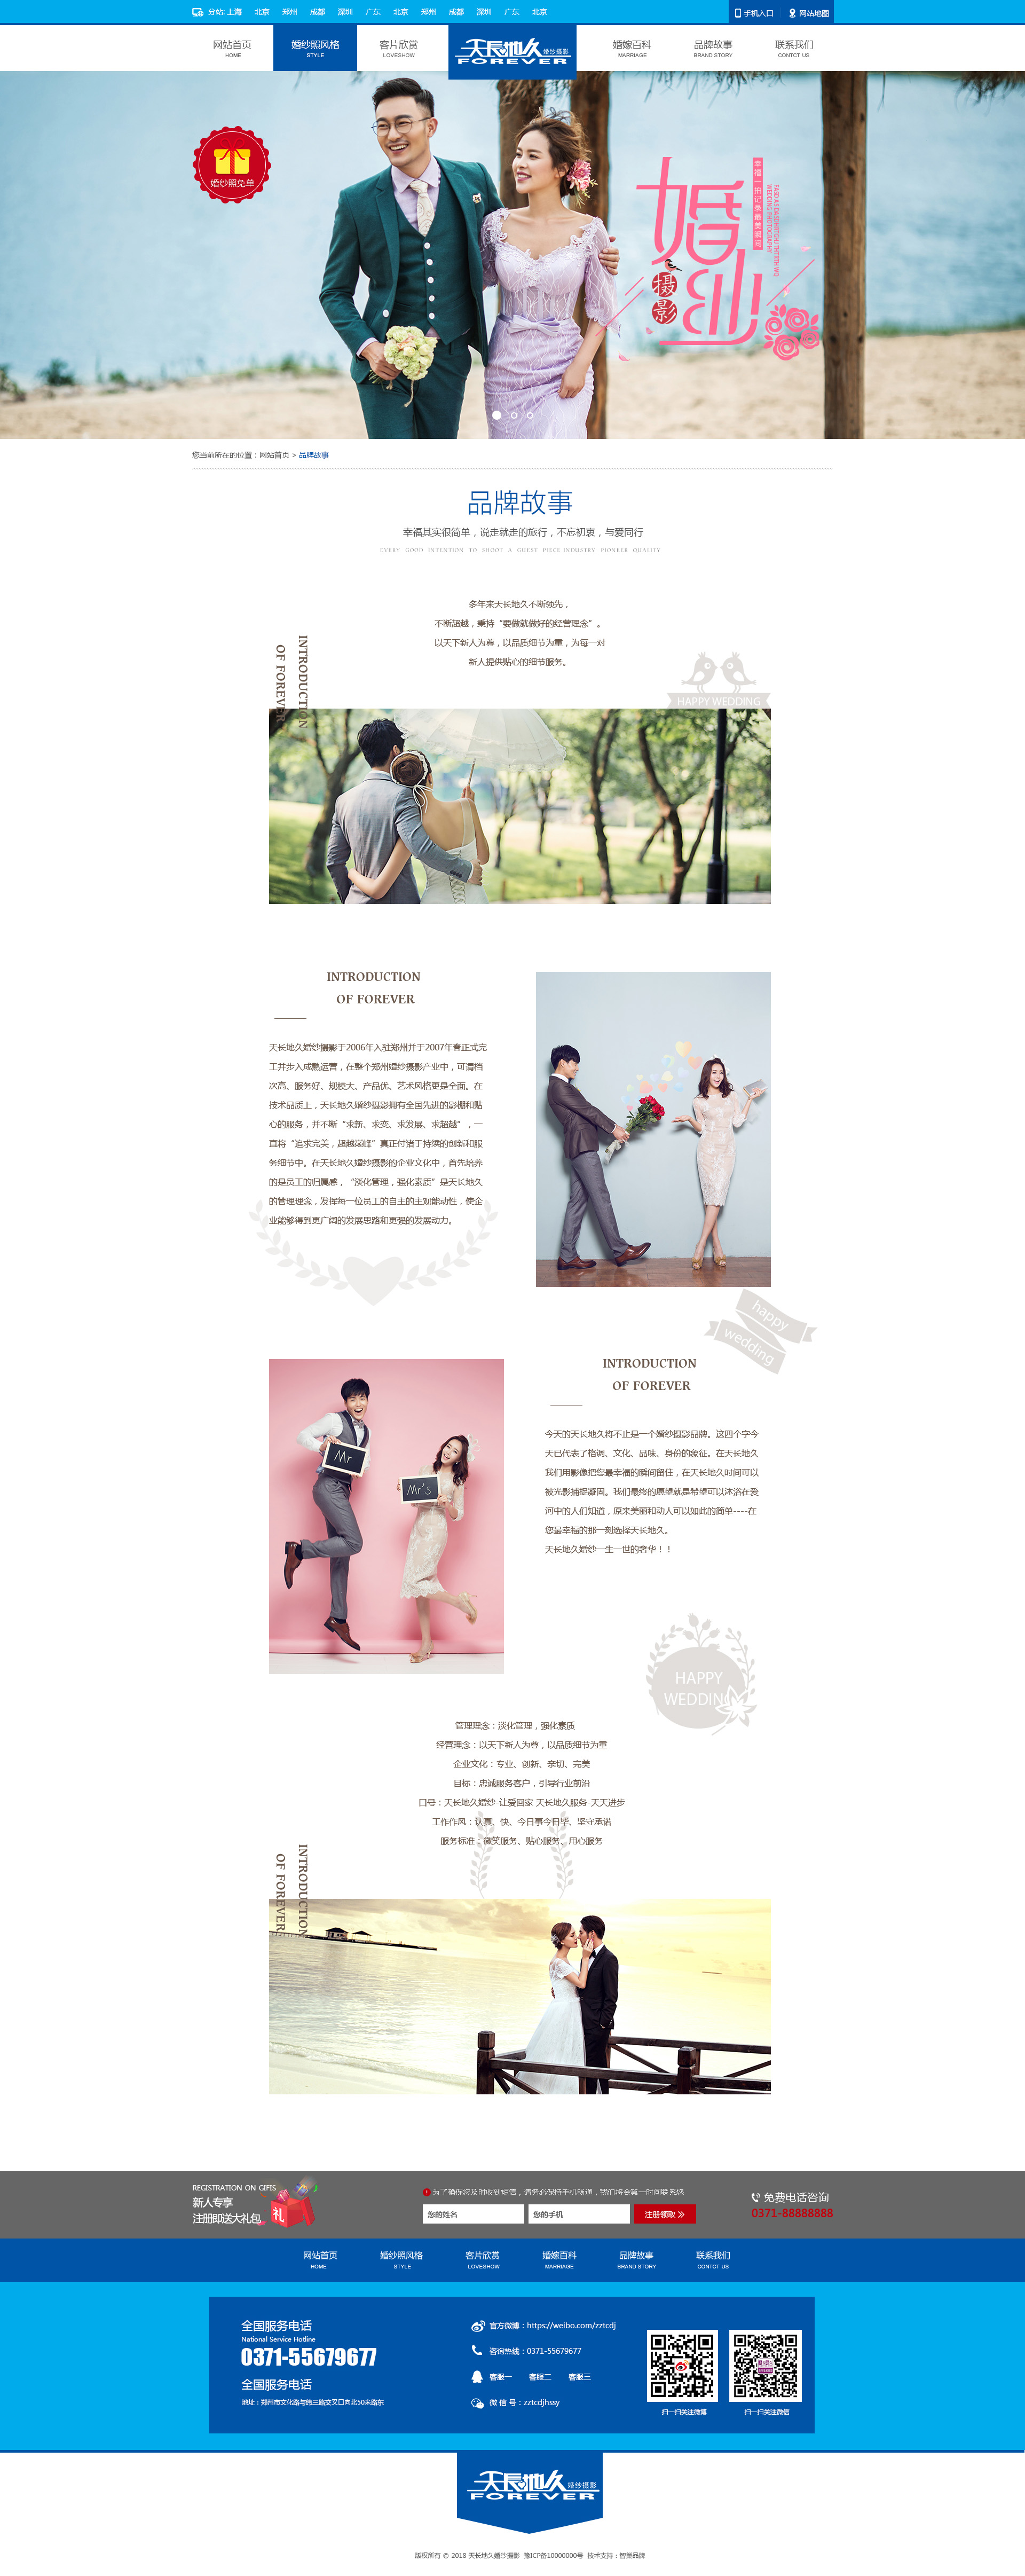 分站: 上海 北京 郑州 成都 深圳 广东 北京 郑州 成都 深圳 广东 北京
手机入口 网站地图
网站首页 婚纱照风格 客片欣赏 天长地久 婚纱摄影 婚嫁百科 品牌故事 联系我们
HOME STYLE LOVESHOW FOREVER MARRIAGE BRAND STORY CONTCT US
婚纱照免单
婚纱
摄影
WEDDING PHOTOGRAPHY
您当前所在的位置：网站首页 > 品牌故事
品牌故事
幸福其实很简单，说走就走的旅行，不忘初衷，与爱同行
EVERY GOOD INTENTION TO SHOOT A GUEST PIECE INDUSTRY PIONEER QUALITY
多年来天长地久不断领先，
不断超越，秉持“要做就做好的经营理念”。
以天下新人为尊，以品质细节为重，为每一对
新人提供贴心的细节服务。
INTRODUCTION
OF FOREVER
HAPPY WEDDING
INTRODUCTION
OF FOREVER
天长地久婚纱摄影于2006年入驻郑州并于2007年春正式完
工并步入成熟运营，在整个郑州婚纱摄影产业中，可谓档
次高、服务好、规模大、产品优、艺术风格更是全面。在
技术品质上，天长地久婚纱摄影拥有全国先进的影棚和贴
心的服务，并不断“求新、求变、求发展、求超越”，一
直将“追求完美，超越巅峰”真正付诸于持续的创新和服
务细节中。在天长地久婚纱摄影的企业文化中，首先培养
的是员工的归属感，“淡化管理，强化素质”是天长地久
的管理理念，发挥每一位员工的自主的主观能动性，使企
业能够得到更广阔的发展思路和更强的发展动力。
happy
wedding
INTRODUCTION
OF FOREVER
Mr
Mr's
今天的天长地久将不止是一个婚纱摄影品牌。这四个字今
天已代表了格调、文化、品味、身份的象征。在天长地久
我们用影像把您最幸福的瞬间留住，在天长地久时间可以
被光影捕捉凝固。我们最终的愿望就是希望可以沐浴在爱
河中的人们知道，原来美丽和动人可以如此的简单----在
您最幸福的那一刻选择天长地久。
天长地久婚纱一生一世的奢华！！
HAPPY
WEDDING
管理理念：淡化管理，强化素质
经营理念：以天下新人为尊，以品质细节为重
企业文化：专业、创新、亲切、完美
目标：忠诚服务客户，引导行业前沿
口号：天长地久婚纱-让爱回家 天长地久服务-天天进步
工作作风：认真、快、今日事今日毕、坚守承诺
服务标准：微笑服务、贴心服务、用心服务
INTRODUCTION
OF FOREVER
REGISTRATION ON GIFIS
新人专享
注册即送大礼包
礼
为了确保您及时收到短信，请务必保持手机畅通，我们将会第一时间联系您
您的姓名 您的手机 注册领取
免费电话咨询
0371-88888888
网站首页 婚纱照风格 客片欣赏 婚嫁百科 品牌故事 联系我们
HOME STYLE LOVESHOW MARRIAGE BRAND STORY CONTCT US
全国服务电话
National Service Hotline
0371-55679677
全国服务电话
地址：郑州市文化路与纬三路交叉口向北50米路东
官方微博：https://weibo.com/zztcdj
咨询热线：0371-55679677
客服一 客服二 客服三
微 信 号：zztcdjhssy
扫一扫关注微博 扫一扫关注微信
天长地久 婚纱摄影
FOREVER
版权所有 © 2018 天长地久婚纱摄影 豫ICP备10000000号 技术支持：智巢品牌